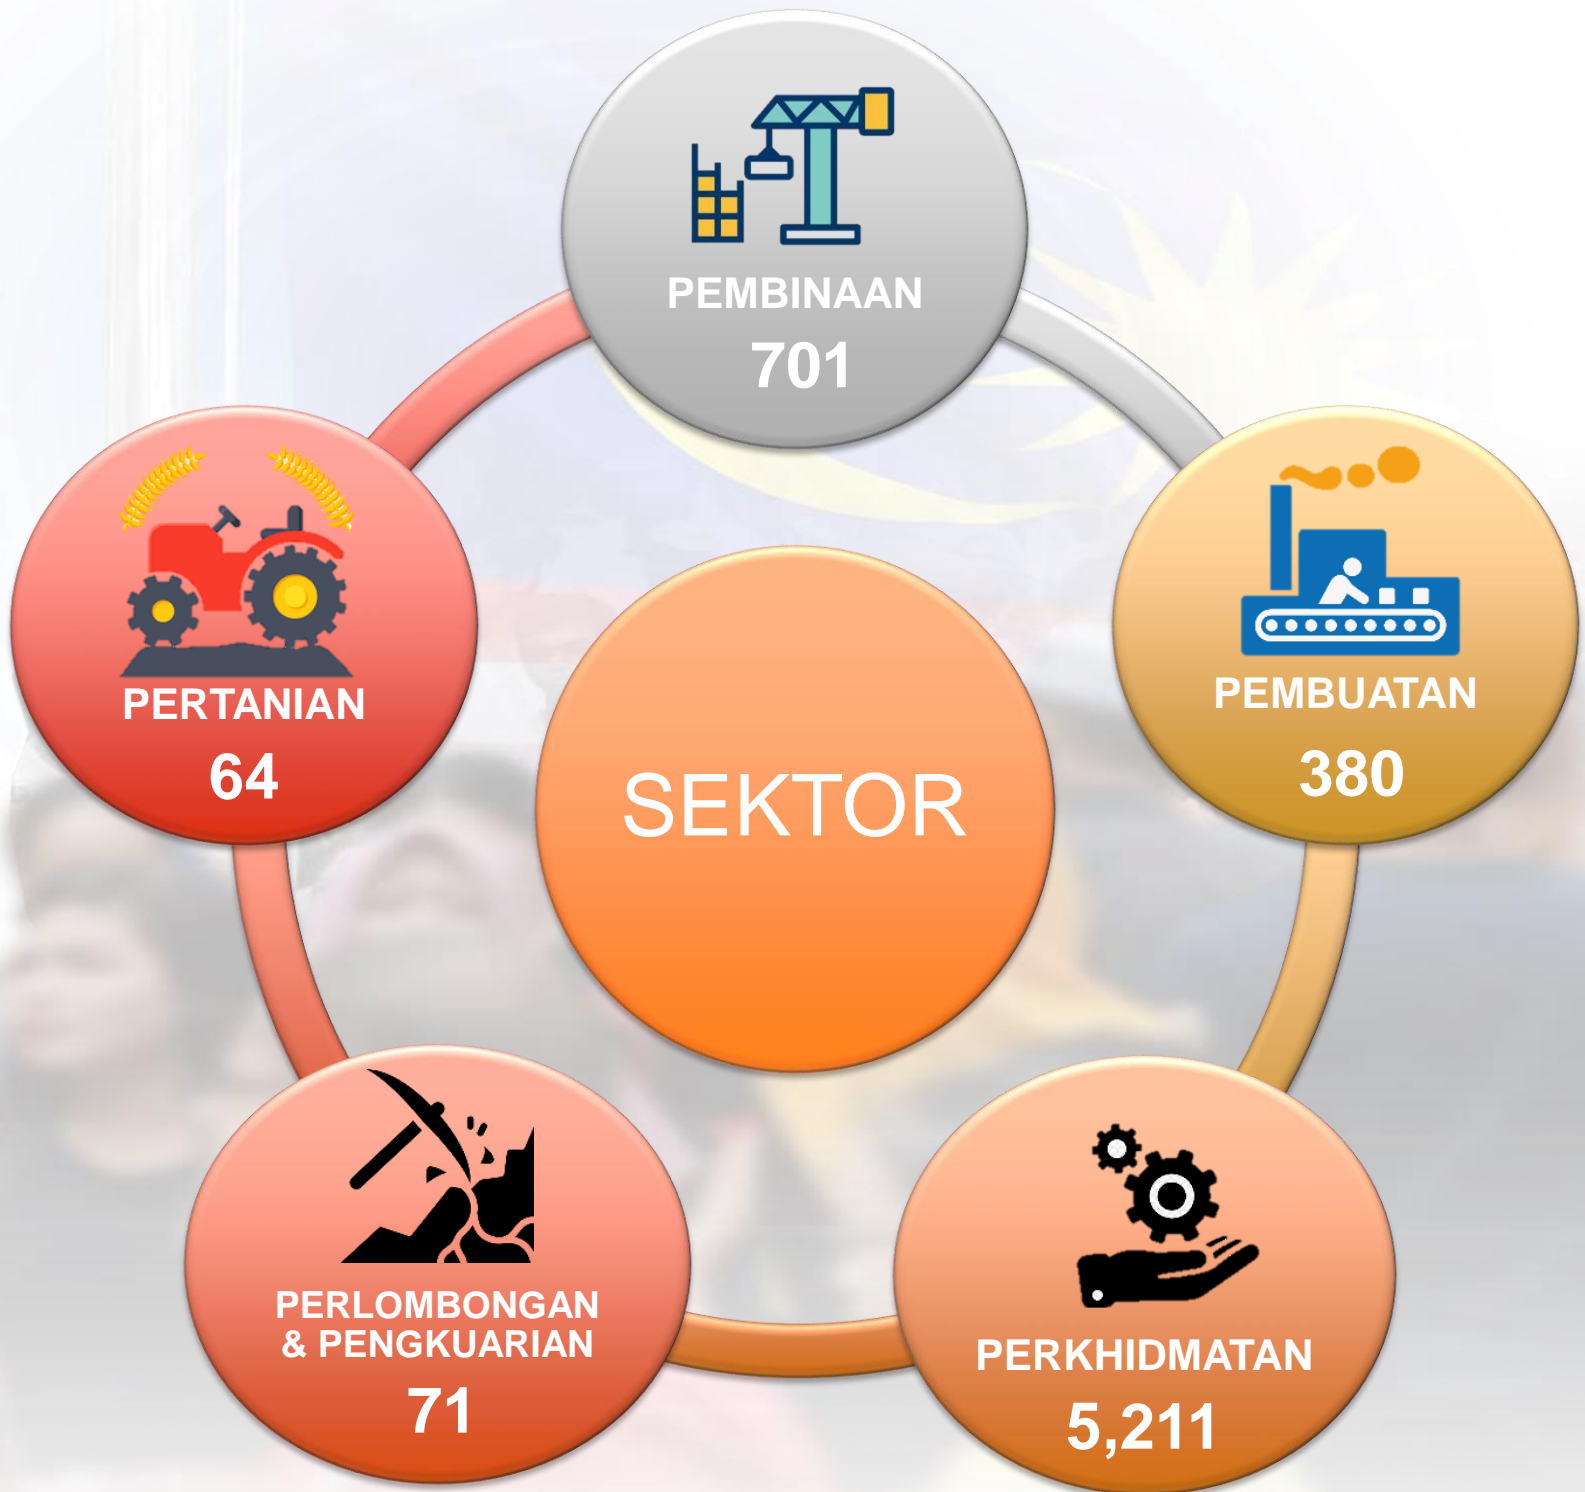 PEMBINAAN
701
PEMBUATAN
380
PERTANIAN
64
SEKTOR
PERLOMBONGAN
& PENGKUARIAN
71
PERKHIDMATAN
5,211